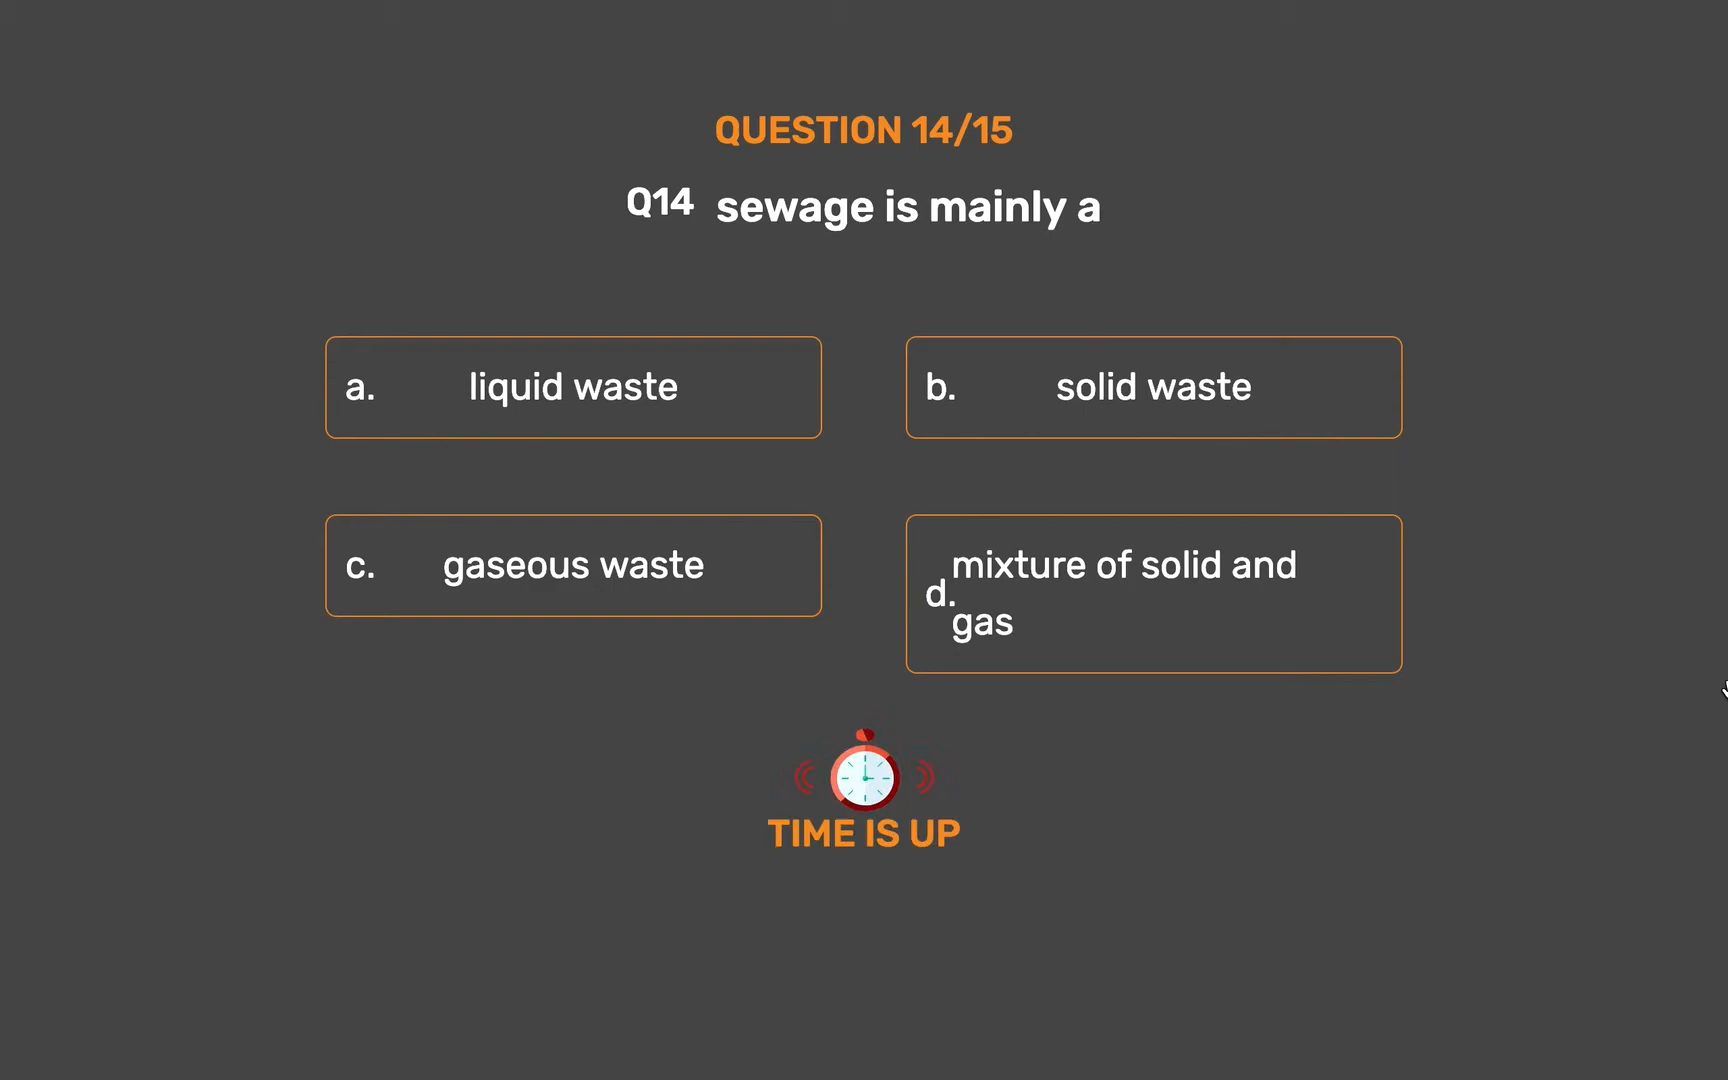 QUESTION 14/15
Q14 sewage is mainly a
a. liquid waste
b. solid waste
c. gaseous waste
d. mixture of solid and
gas
TIME IS UP